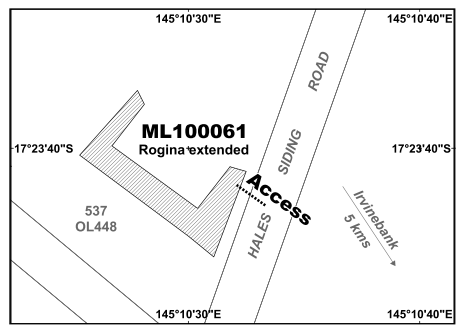 145°10'30"E
145°10'40"E
ROAD
ML100061
Rogina extended
17°23'40"S
17°23'40"S
SIDING
Access
537
OL448
HALES
Irvinebank
5 kms
145°10'30"E
145°10'40"E